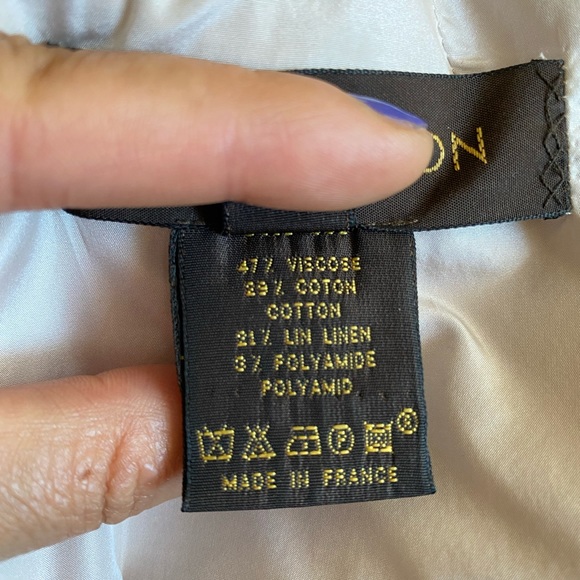 ON
47% VISCOSE
29% COTON
COTTON
21% LIN LINEN
3% POLYAMIDE
POLYAMID
P
®
MADE IN FRANCE